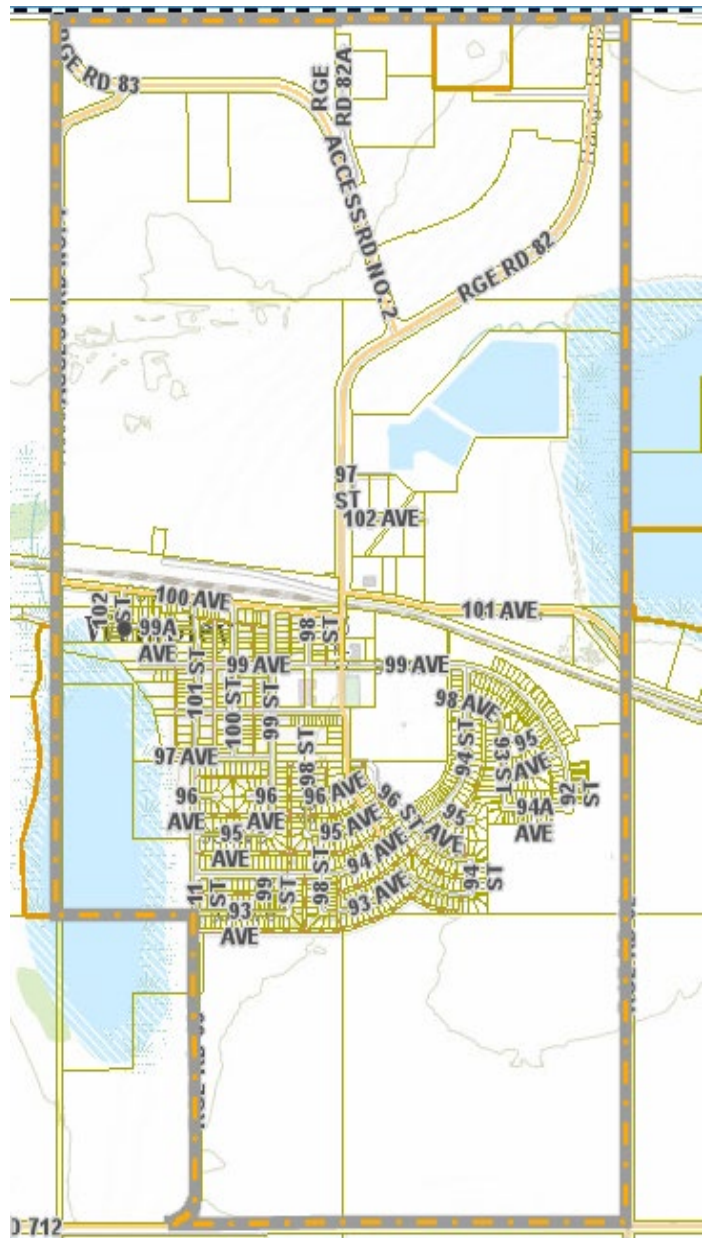 RGE RD 83
RGE
RD 82A
ACCESS RD NO. 2
RGE RD 82
97
ST
102 AVE
100 AVE
101 AVE
102
ST
99A
AVE
98
ST
99 AVE
99 AVE
101 ST
100 ST
99 ST
98 AVE
94 ST
93 ST
95
AVE
97 AVE
98 ST
96
AVE
96
AVE
96 AVE
96 ST
92
ST
94A
AVE
95
AVE
95 AVE
95
AVE
94 AVE
94
ST
98 ST
99
ST
11
ST
93
AVE
93 AVE
D 712